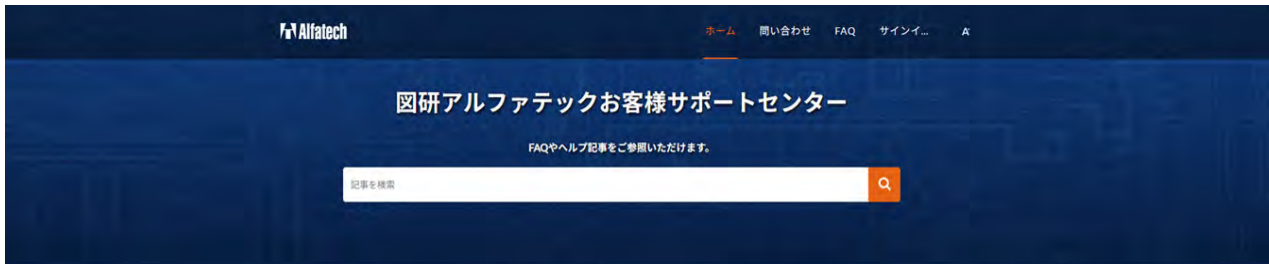 Alfatech
ホーム 問い合わせ FAQ サインイ... A
図研アルファテックお客様サポートセンター
FAQやヘルプ記事をご参照いただけます。
記事を検索